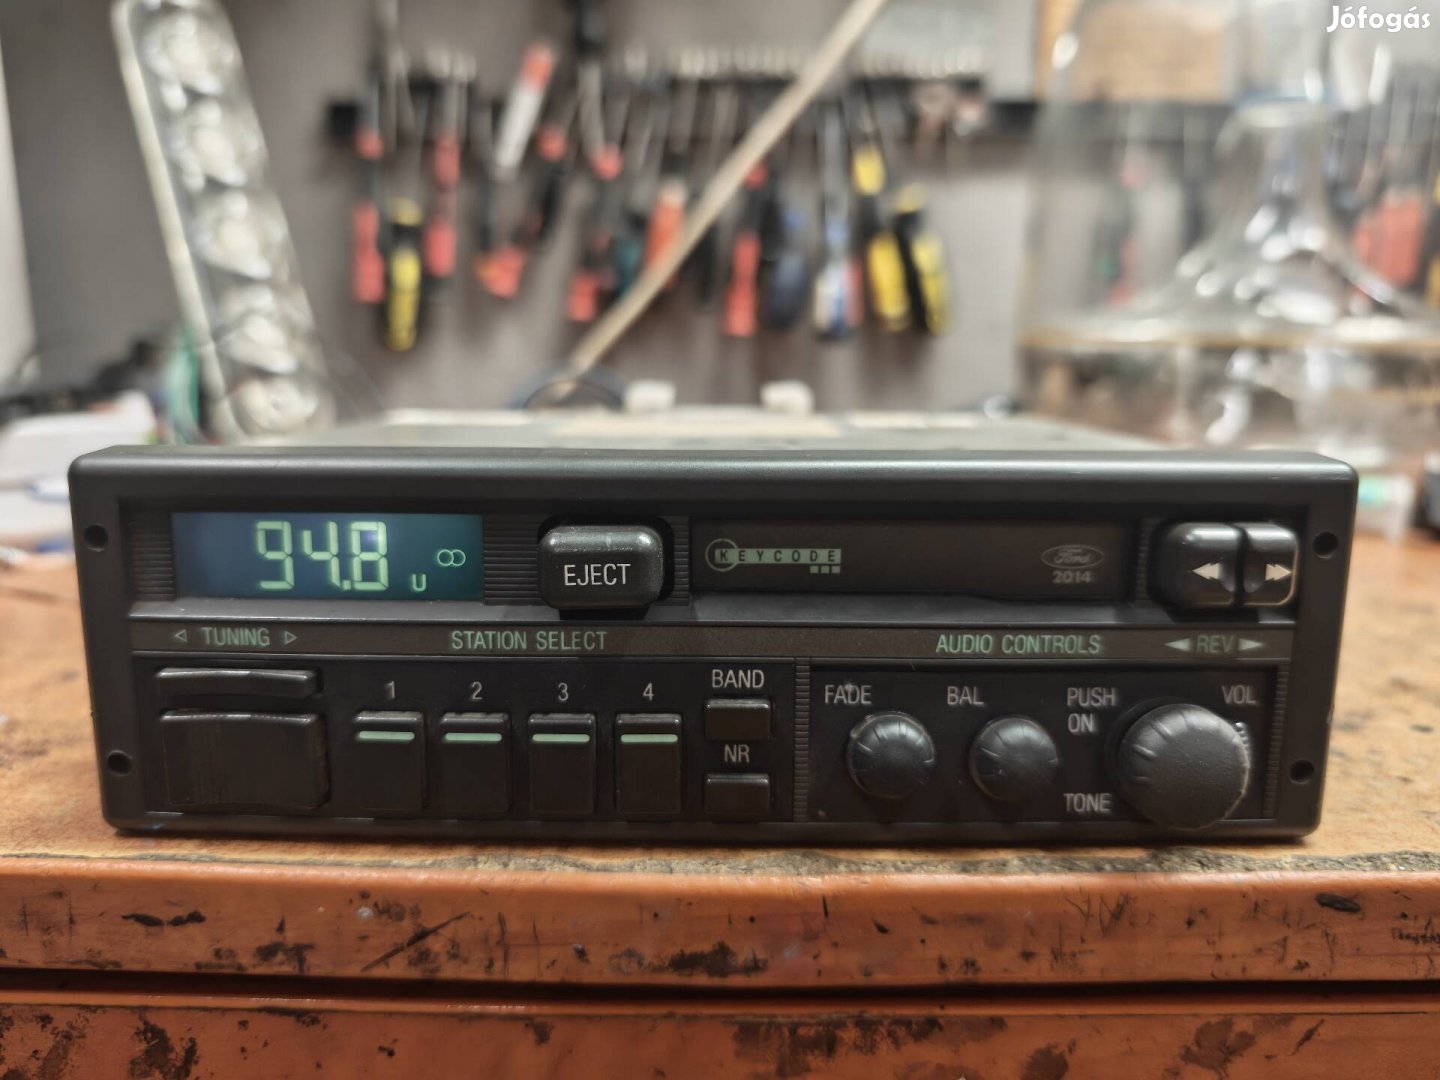 Jófogás
94.8 U
EJECT
KEYCODE
Ford
2014
TUNING
STATION SELECT
AUDIO CONTROLS
REV
1 2 3 4
BAND
NR
FADE
BAL
PUSH
ON
VOL
TONE